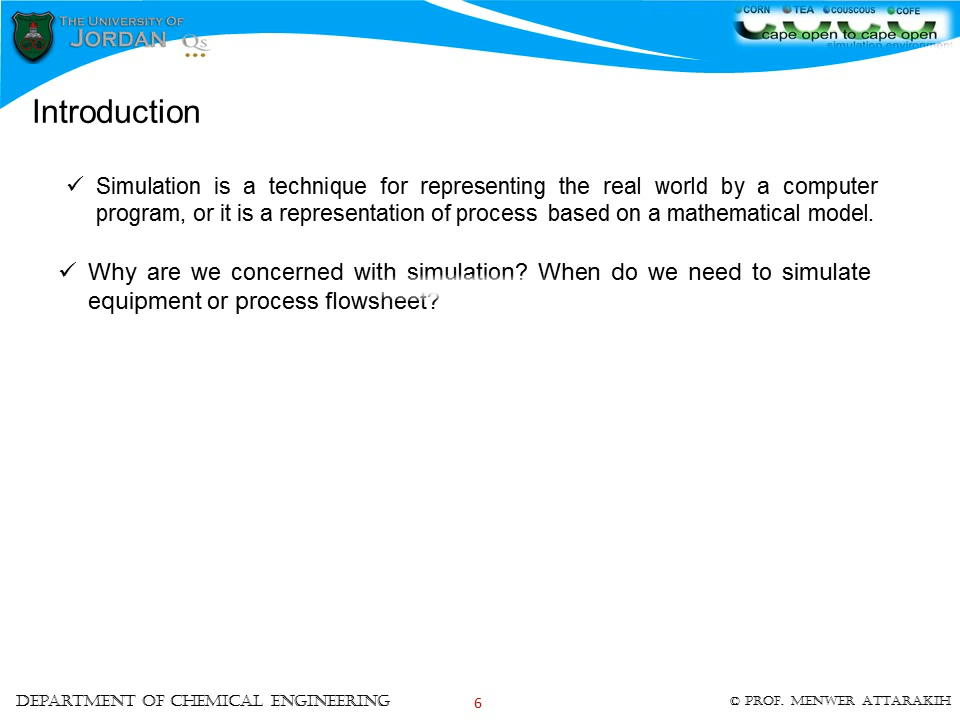 THE UNIVERSITY OF
JORDAN QS
CORN TEA COUSCOUS COFE
cape open to cape open
simulation environment
Introduction
✓ Simulation is a technique for representing the real world by a computer
program, or it is a representation of process based on a mathematical model.
✓ Why are we concerned with simulation? When do we need to simulate
equipment or process flowsheet?
DEPARTMENT OF CHEMICAL ENGINEERING
6
© PROF. MENWER ATTARAKIH